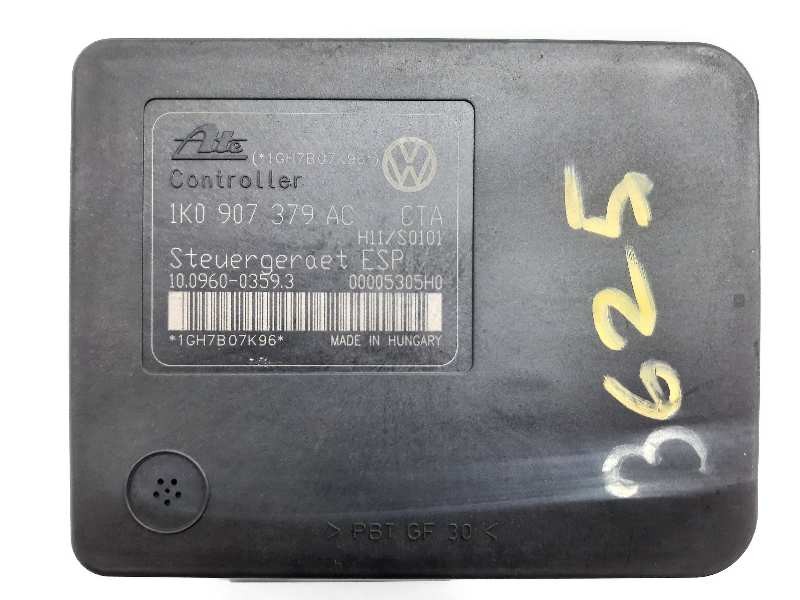 Ate (*1GH7B07K96*)
Controller
1K0 907 379 AC CTA
H11/S0101
Steuergeraet ESP
10.0960-0359.3 00005305H0
*1GH7B07K96* MADE IN HUNGARY
> PBT GF 30 <
3625